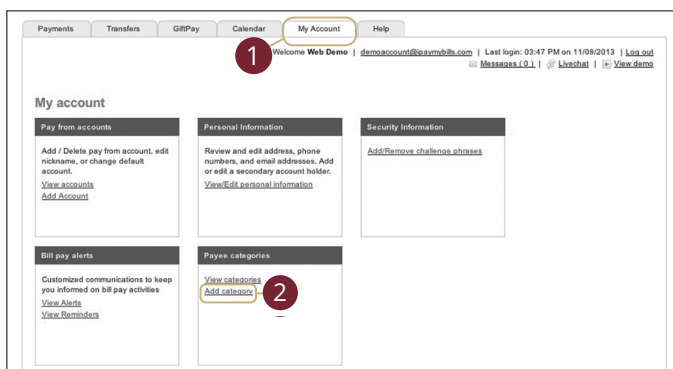 Payments Transfers GiftPay Calendar My Account Help
1
Welcome Web Demo | demoaccount@ipaymybills.com | Last login: 03:47 PM on 11/08/2013 | Log out
Messages ( 0 ) | Livechat | View demo
My account
Pay from accounts
Add / Delete pay from account, edit
nickname, or change default
account.
View accounts
Add Account
Personal Information
Review and edit address, phone
numbers, and email addresses. Add
or edit a secondary account holder.
View/Edit personal information
Security Information
Add/Remove challenge phrases
Bill pay alerts
Customized communications to keep
you informed on bill pay activities
View Alerts
View Reminders
Payee categories
View categories
Add category
2